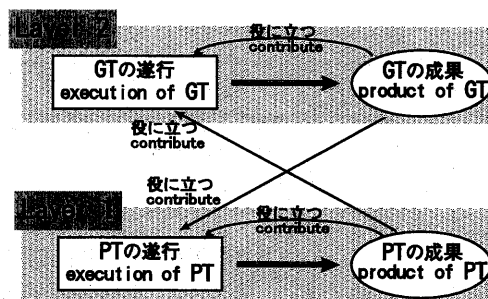 Layer 2
役に立つ
contribute
GTの遂行
execution of GT
GTの成果
product of GT
役に立つ
contribute
役に立つ
contribute
Layer 1
役に立つ
contribute
PTの遂行
execution of PT
PTの成果
product of PT